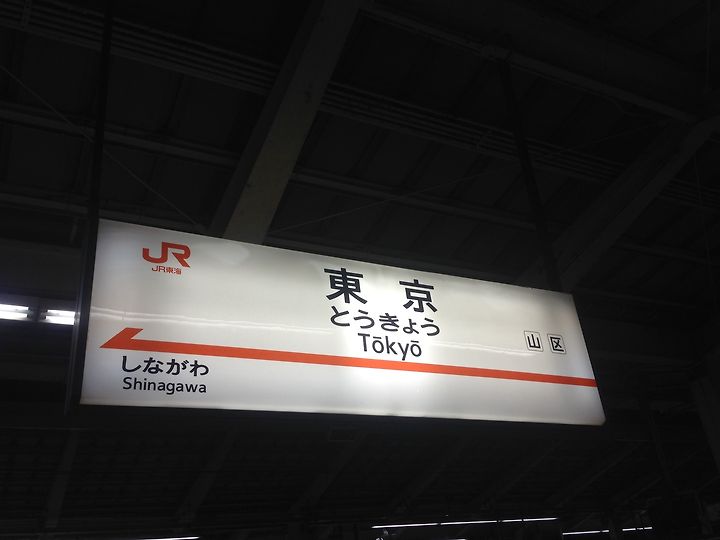 JR
JR東海
東京
とうきょう
Tōkyō
山区
しながわ
Shinagawa